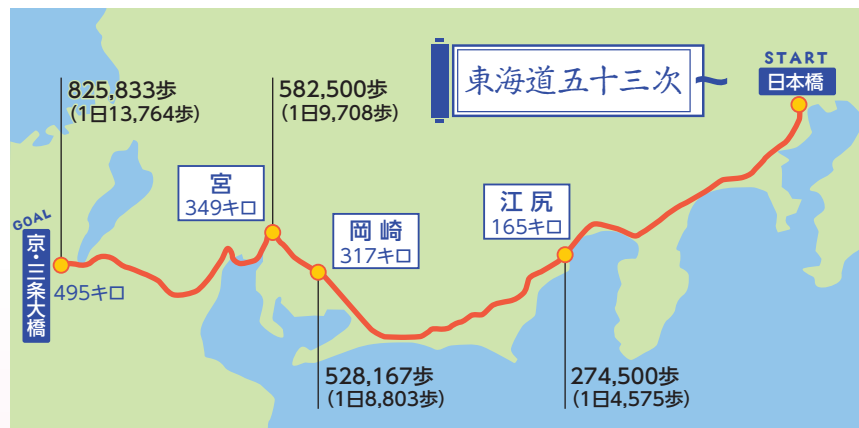 東海道五十三次
START
日本橋
825,833歩
(1日13,764歩)
582,500歩
(1日9,708歩)
宮
349キロ
岡崎
317キロ
江尻
165キロ
GOAL
京・三条大橋
495キロ
528,167歩
(1日8,803歩)
274,500歩
(1日4,575歩)